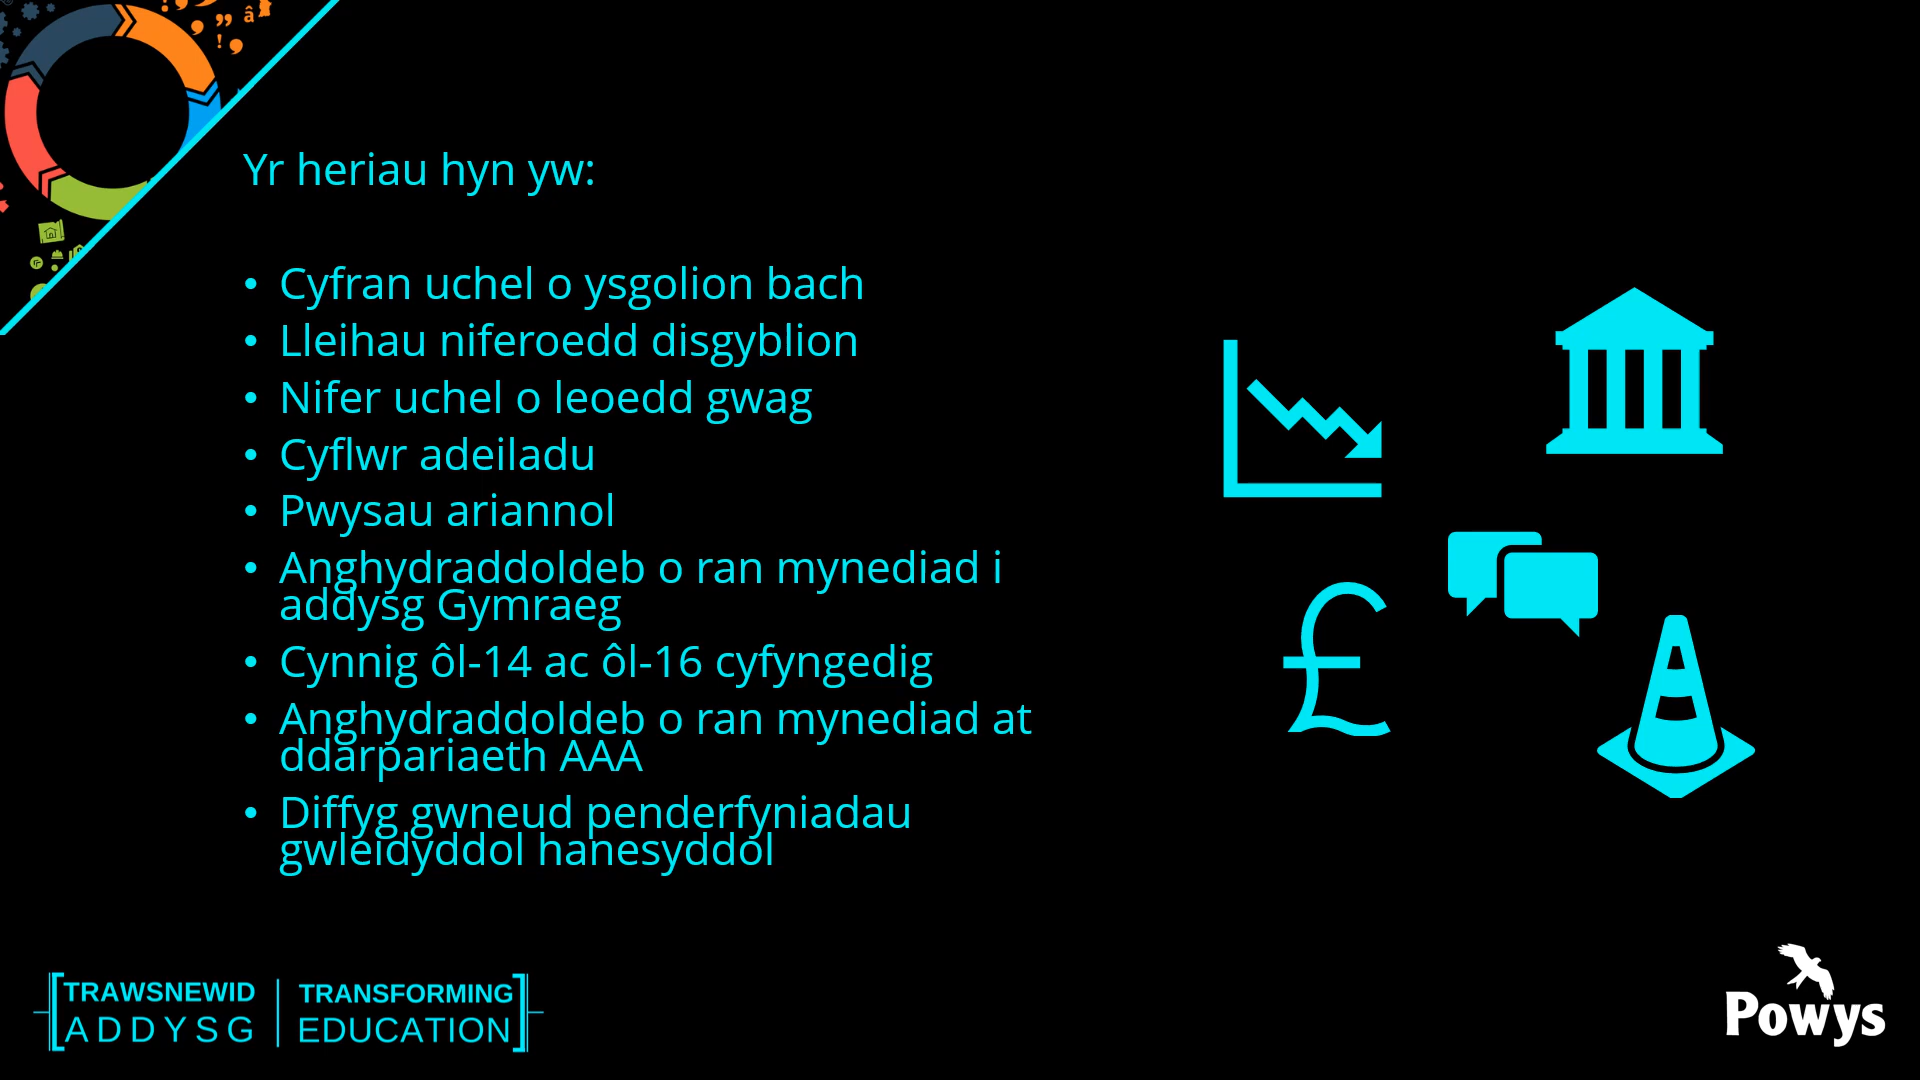 Yr heriau hyn yw:
• Cyfran uchel o ysgolion bach
• Lleihau niferoedd disgyblion
• Nifer uchel o leoedd gwag
• Cyflwr adeiladu
• Pwysau ariannol
• Anghydraddoldeb o ran mynediad i
addysg Gymraeg
• Cynnig ôl-14 ac ôl-16 cyfyngedig
• Anghydraddoldeb o ran mynediad at
ddarpariaeth AAA
• Diffyg gwneud penderfyniadau
gwleidyddol hanesyddol
£
TRAWSNEWID
ADDYSG
TRANSFORMING
EDUCATION
Powys